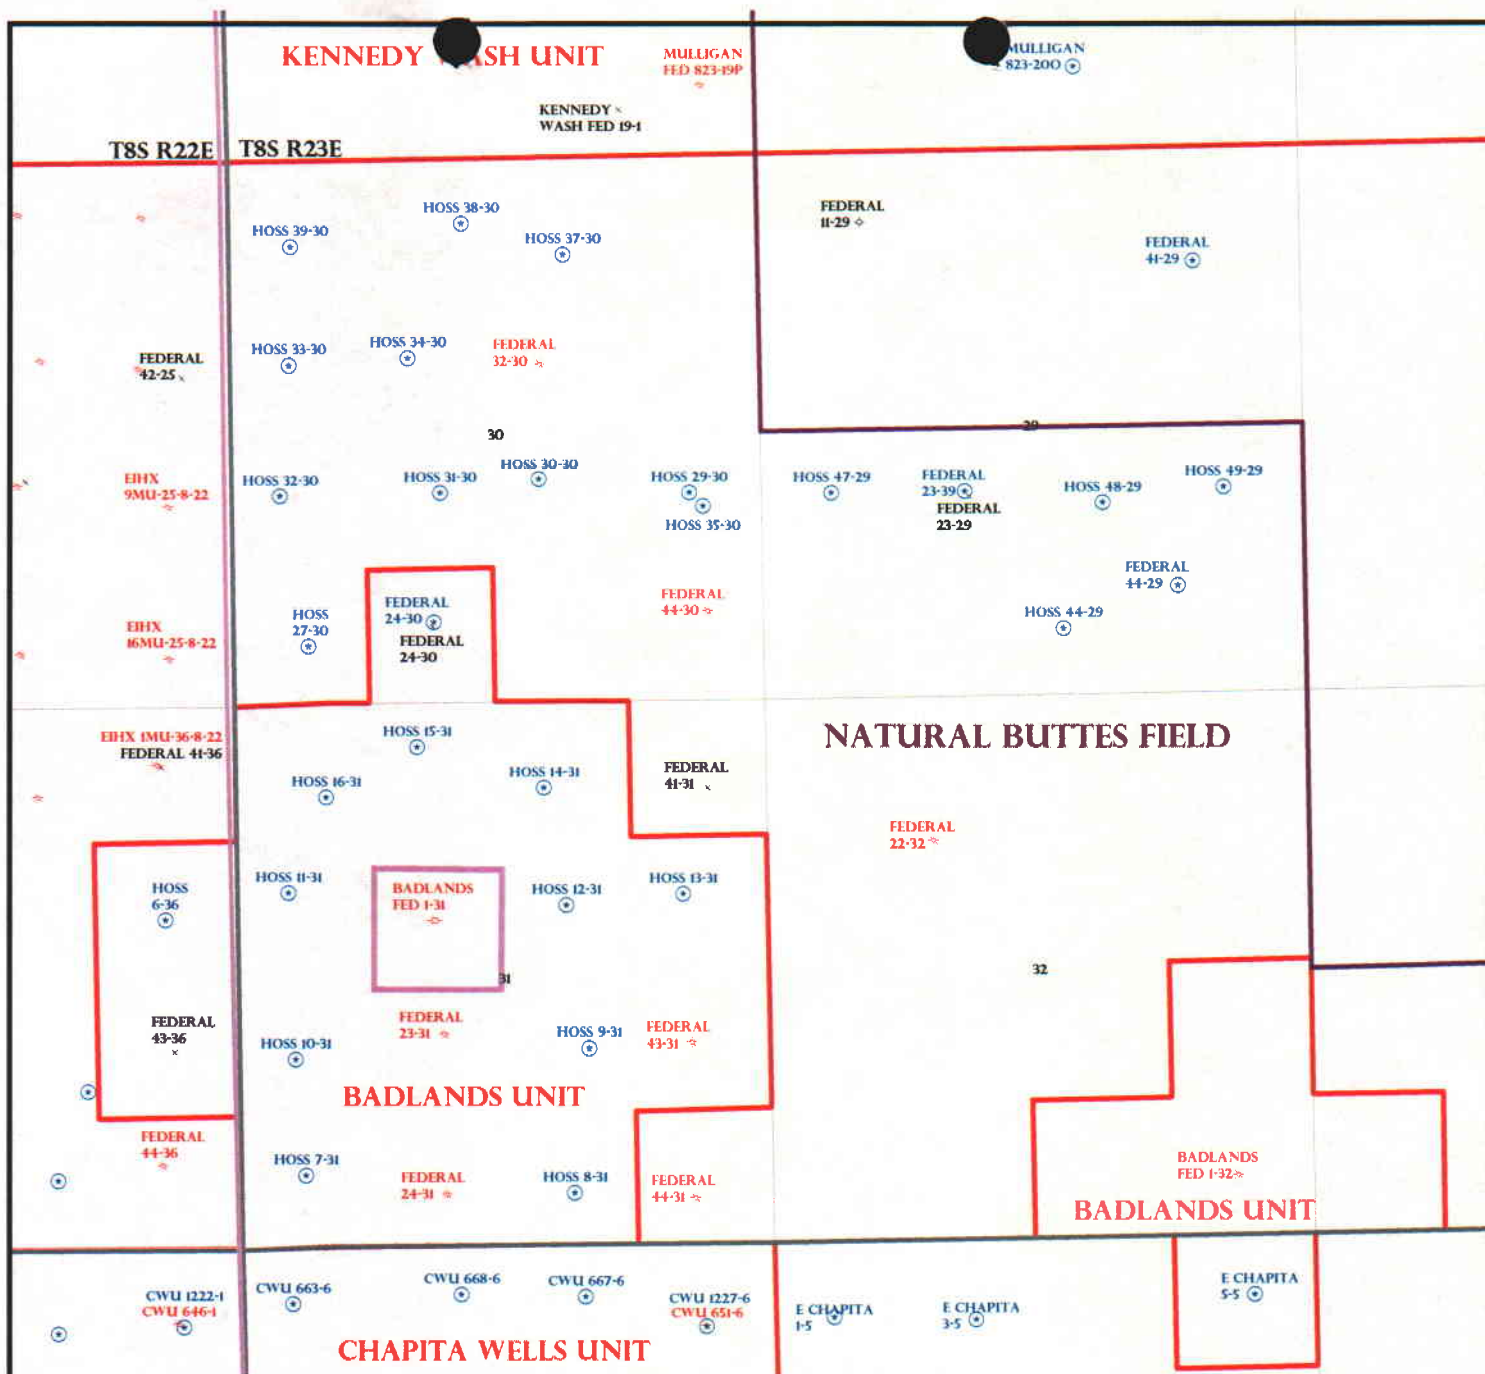 KENNEDY WASH UNIT
MULLIGAN
FED 823-19P
MULLIGAN
823-20O
KENNEDY
WASH FED 19-1
T8S R22E
T8S R23E
HOSS 38-30
HOSS 39-30
HOSS 37-30
FEDERAL
11-29
FEDERAL
41-29
FEDERAL
42-25
HOSS 33-30
HOSS 34-30
FEDERAL
32-30
30
29
EIHX
9MU-25-8-22
HOSS 32-30
HOSS 31-30
HOSS 30-30
HOSS 29-30
HOSS 35-30
HOSS 47-29
FEDERAL
23-39
FEDERAL
23-29
HOSS 48-29
HOSS 49-29
EIHX
16MU-25-8-22
HOSS
27-30
FEDERAL
24-30
FEDERAL
24-30
FEDERAL
44-30
FEDERAL
44-29
HOSS 44-29
EIHX 1MU-36-8-22
FEDERAL 41-36
HOSS 15-31
HOSS 16-31
HOSS 14-31
FEDERAL
41-31
NATURAL BUTTES FIELD
FEDERAL
22-32
HOSS
6-36
HOSS 11-31
BADLANDS
FED 1-31
HOSS 12-31
HOSS 13-31
31
32
FEDERAL
43-36
HOSS 10-31
FEDERAL
23-31
HOSS 9-31
FEDERAL
43-31
BADLANDS UNIT
FEDERAL
44-36
HOSS 7-31
FEDERAL
24-31
HOSS 8-31
FEDERAL
44-31
BADLANDS
FED 1-32
BADLANDS UNIT
CWU 1222-1
CWU 646-1
CWU 663-6
CWU 668-6
CWU 667-6
CWU 1227-6
CWU 651-6
E CHAPITA
1-5
E CHAPITA
3-5
E CHAPITA
5-5
CHAPITA WELLS UNIT